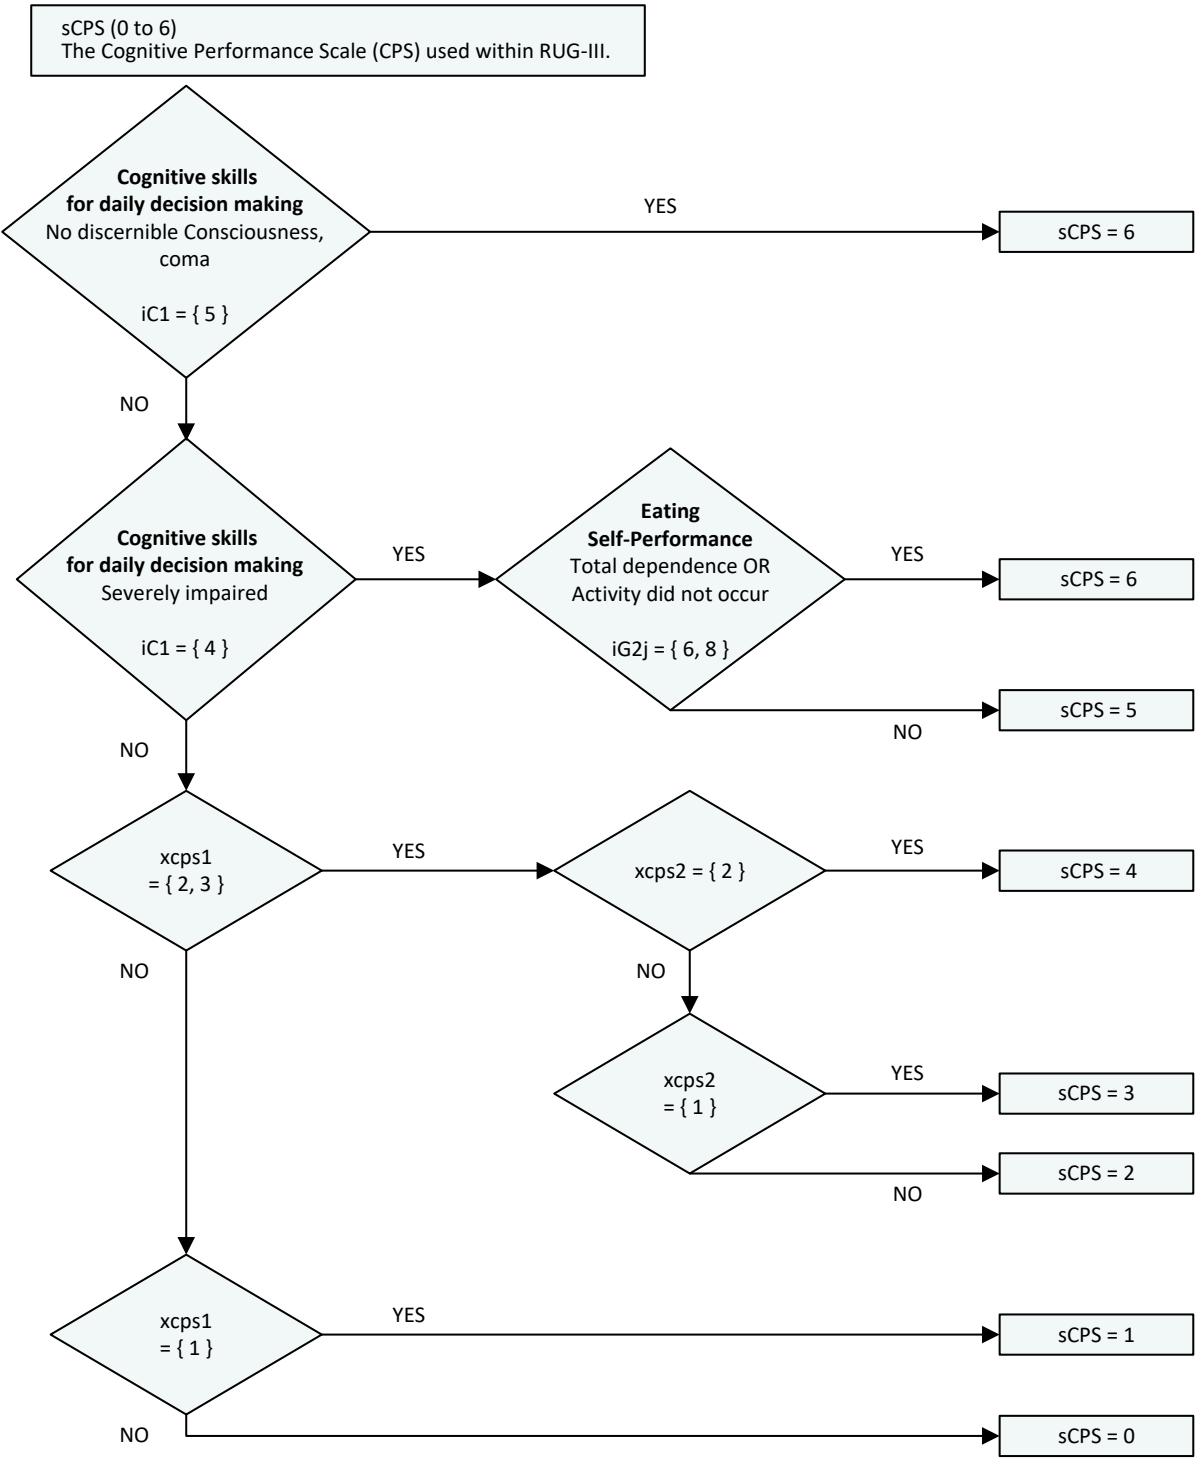 sCPS (0 to 6)
The Cognitive Performance Scale (CPS) used within RUG-III.
Cognitive skills
for daily decision making
No discernible Consciousness,
coma
iC1 = { 5 }
YES
sCPS = 6
NO
Cognitive skills
for daily decision making
Severely impaired
iC1 = { 4 }
YES
Eating
Self-Performance
Total dependence OR
Activity did not occur
iG2j = { 6, 8 }
YES
sCPS = 6
NO
sCPS = 5
NO
xcps1
= { 2, 3 }
YES
xcps2 = { 2 }
YES
sCPS = 4
NO
NO
xcps2
= { 1 }
YES
sCPS = 3
NO
sCPS = 2
xcps1
= { 1 }
YES
sCPS = 1
NO
sCPS = 0